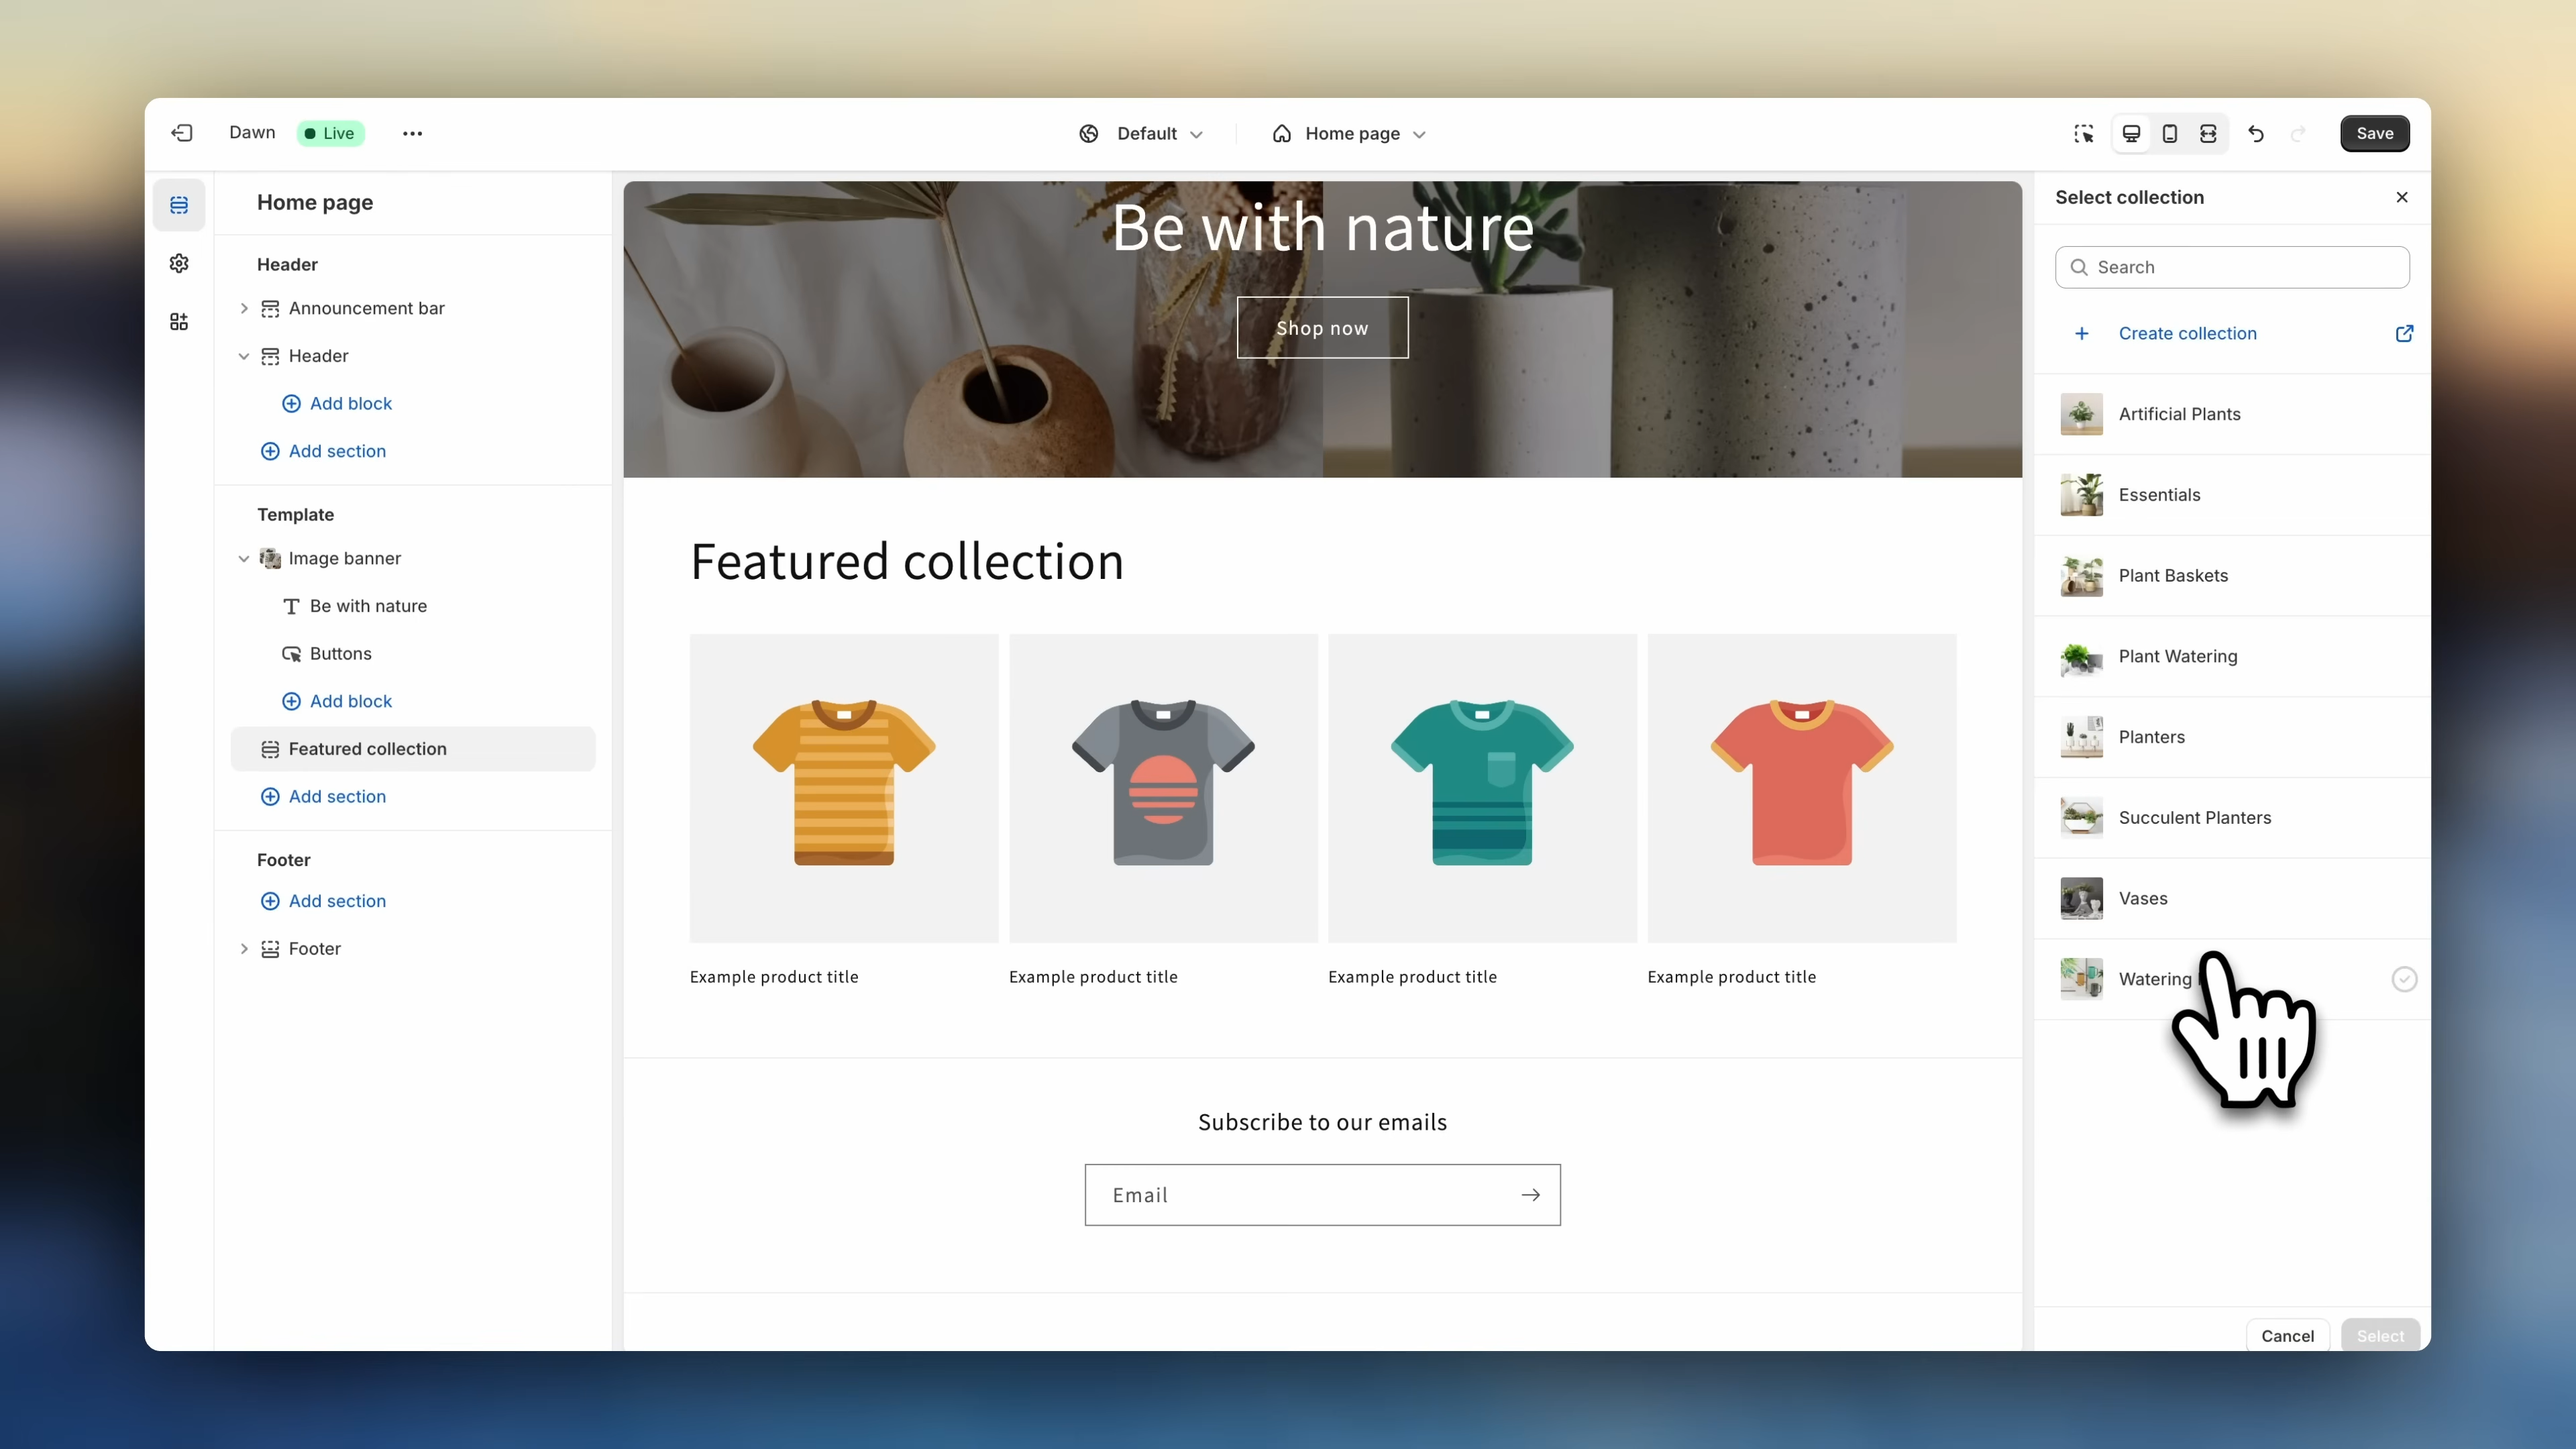 Dawn
Live
Default
Home page
Save
Home page
Header
Announcement bar
Header
Add block
Add section
Template
Image banner
Be with nature
Buttons
Add block
Featured collection
Add section
Footer
Add section
Footer
Be with nature
Shop now
Featured collection
Example product title
Example product title
Example product title
Example product title
Subscribe to our emails
Email
Select collection
Search
Create collection
Artificial Plants
Essentials
Plant Baskets
Plant Watering
Planters
Succulent Planters
Vases
Watering
Cancel
Select